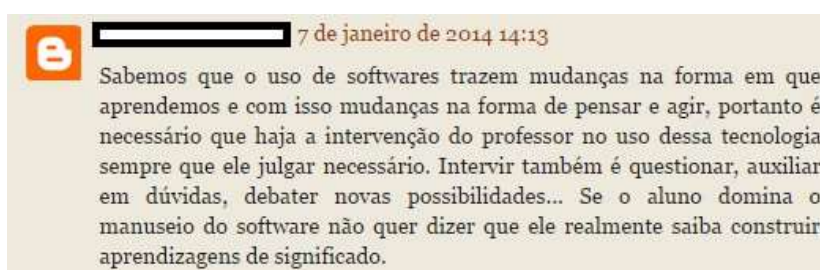 7 de janeiro de 2014 14:13
Sabemos que o uso de softwares trazem mudanças na forma em que
aprendemos e com isso mudanças na forma de pensar e agir, portanto é
necessário que haja a intervenção do professor no uso dessa tecnologia
sempre que ele julgar necessário. Intervir também é questionar, auxiliar
em dúvidas, debater novas possibilidades... Se o aluno domina o
manuseio do software não quer dizer que ele realmente saiba construir
aprendizagens de significado.